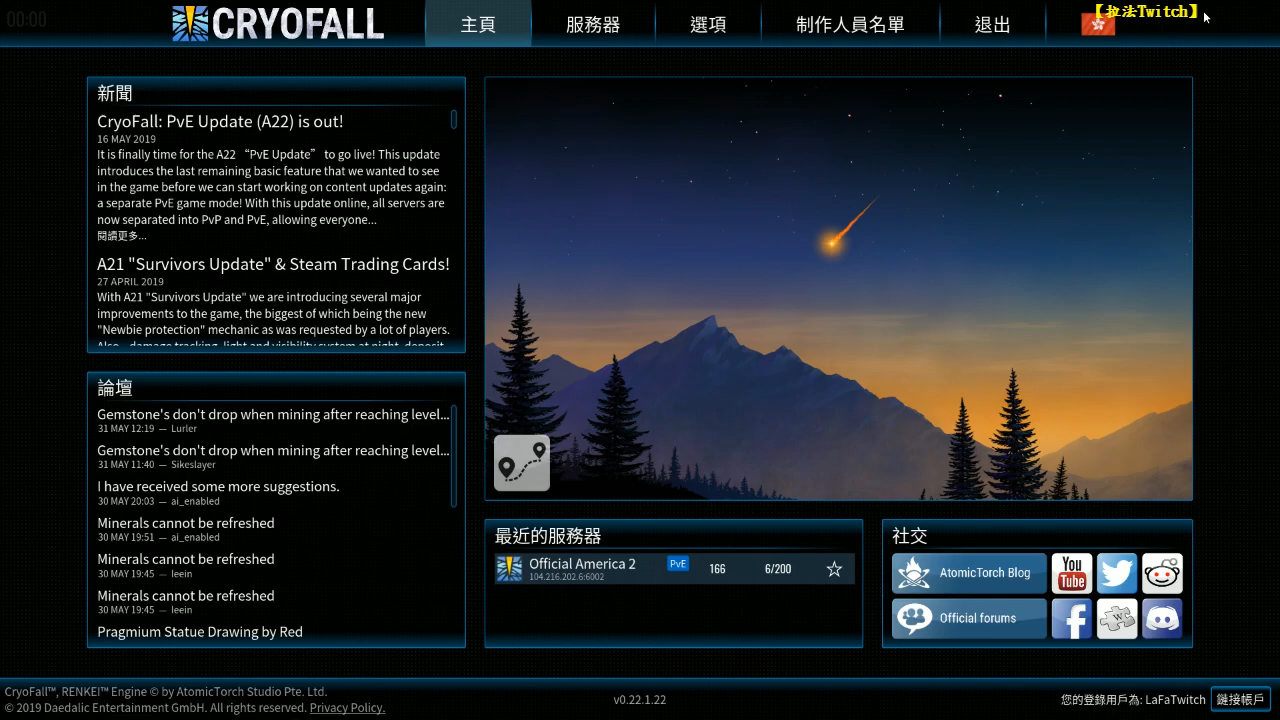 00:00
CRYOFALL
主頁
服務器
選項
制作人員名單
退出
【拉法Twitch】
新聞
CryoFall: PvE Update (A22) is out!
16 MAY 2019
It is finally time for the A22 “PvE Update” to go live! This update
introduces the last remaining basic feature that we wanted to see
in the game before we can start working on content updates again:
a separate PvE game mode! With this update online, all servers are
now separated into PvP and PvE, allowing everyone...
閱讀更多...
A21 "Survivors Update" & Steam Trading Cards!
27 APRIL 2019
With A21 "Survivors Update" we are introducing several major
improvements to the game, the biggest of which being the new
"Newbie protection" mechanic as was requested by a lot of players.
Also - damage tracking, light and visibility system at night, deposit
論壇
Gemstone's don't drop when mining after reaching level...
31 MAY 12:19 — Lurler
Gemstone's don't drop when mining after reaching level...
31 MAY 11:40 — Sikeslayer
I have received some more suggestions.
30 MAY 20:03 — ai_enabled
Minerals cannot be refreshed
30 MAY 19:51 — ai_enabled
Minerals cannot be refreshed
30 MAY 19:45 — leein
Minerals cannot be refreshed
30 MAY 19:45 — leein
Pragmium Statue Drawing by Red
最近的服務器
Official America 2
PvE
166
6/200
104.216.202.6:6002
社交
AtomicTorch Blog
You
Tube
Official forums
W
CryoFall™, RENKEI™ Engine © by AtomicTorch Studio Pte. Ltd.
© 2019 Daedalic Entertainment GmbH. All rights reserved. Privacy Policy.
v0.22.1.22
您的登錄用戶為: LaFaTwitch
鏈接帳戶